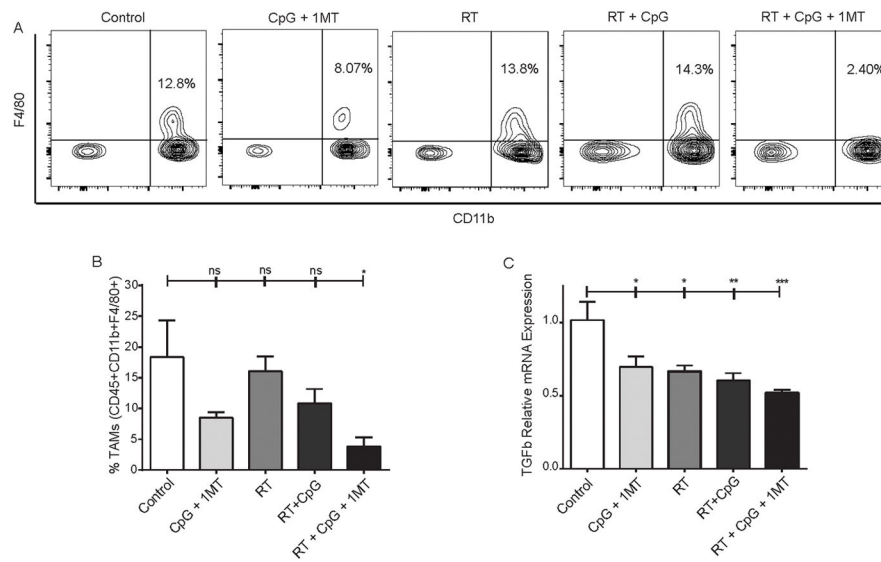 A
Control
CpG + 1MT
RT
RT + CpG
RT + CpG + 1MT
F4/80
12.8%
8.07%
13.8%
14.3%
2.40%
CD11b
B
ns
ns
ns
*
% TAMs (CD45+CD11b+F4/80+)
30
25
20
15
10
5
0
Control
CpG + 1MT
RT
RT+CpG
RT + CpG + 1MT
C
*
*
**
***
TGFb Relative mRNA Expression
1.0
0.5
0.0
Control
CpG + 1MT
RT
RT+CpG
RT + CpG + 1MT